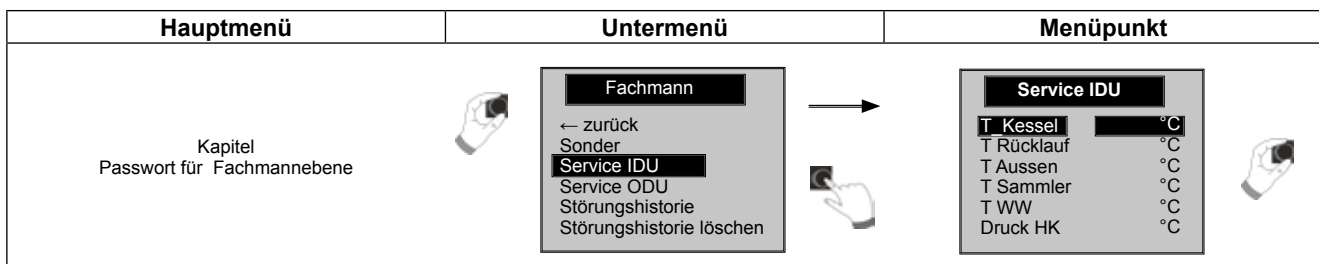 Hauptmenü
Untermenü
Menüpunkt
Kapitel
Passwort für Fachmannebene
Fachmann
← zurück
Sonder
Service IDU
Service ODU
Störungshistorie
Störungshistorie löschen
Service IDU
T_Kessel °C
T Rücklauf °C
T Aussen °C
T Sammler °C
T WW °C
Druck HK °C